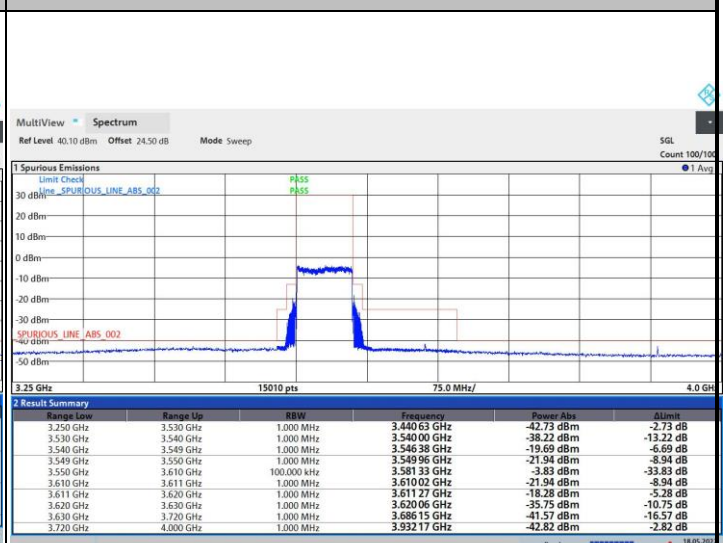 MultiView Spectrum
Ref Level 40.10 dBm Offset 24.50 dB Mode Sweep SGL
Count 100/100
1 Spurious Emissions 1 Avg
Limit Check PASS
Line _SPURIOUS_LINE_ABS_002 PASS
30 dBm
20 dBm
10 dBm
0 dBm
-10 dBm
-20 dBm
-30 dBm
SPURIOUS_LINE_ABS_002
-40 dBm
-50 dBm
3.25 GHz 15010 pts 75.0 MHz/ 4.0 GH
2 Result Summary
Range Low Range Up RBW Frequency Power Abs ΔLimit
3.250 GHz 3.530 GHz 1.000 MHz 3.440 63 GHz -42.73 dBm -2.73 dB
3.530 GHz 3.540 GHz 1.000 MHz 3.540 00 GHz -38.22 dBm -13.22 dB
3.540 GHz 3.549 GHz 1.000 MHz 3.546 38 GHz -19.69 dBm -6.69 dB
3.549 GHz 3.550 GHz 1.000 MHz 3.549 96 GHz -21.94 dBm -8.94 dB
3.550 GHz 3.610 GHz 100.000 kHz 3.581 33 GHz -3.83 dBm -33.83 dB
3.610 GHz 3.611 GHz 1.000 MHz 3.610 02 GHz -21.94 dBm -8.94 dB
3.611 GHz 3.620 GHz 1.000 MHz 3.611 27 GHz -18.28 dBm -5.28 dB
3.620 GHz 3.630 GHz 1.000 MHz 3.620 06 GHz -35.75 dBm -10.75 dB
3.630 GHz 3.720 GHz 1.000 MHz 3.686 15 GHz -41.57 dBm -16.57 dB
3.720 GHz 4.000 GHz 1.000 MHz 3.932 17 GHz -42.82 dBm -2.82 dB